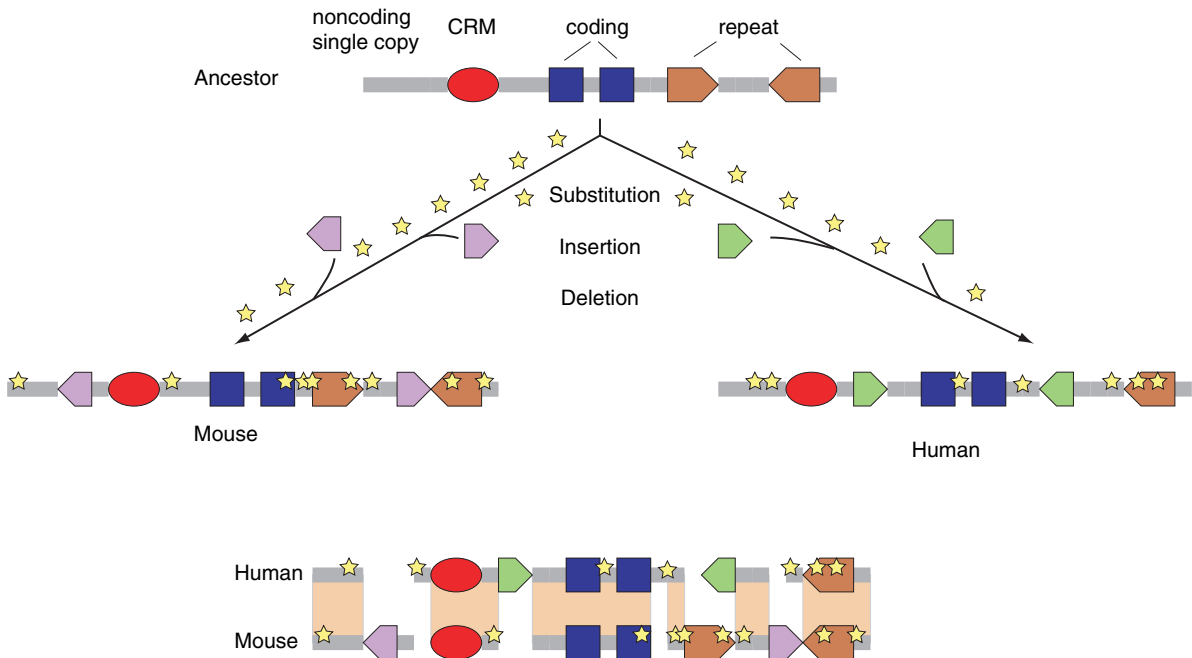 noncoding
single copy
CRM
coding
repeat
Ancestor
Substitution
Insertion
Deletion
Mouse
Human
Human
Mouse